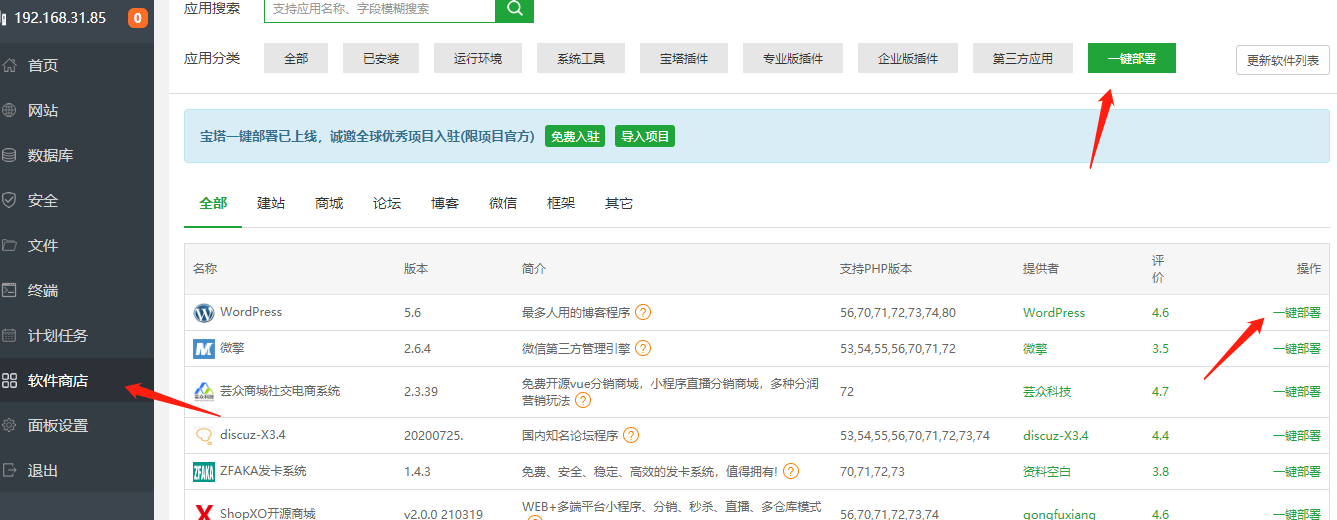 192.168.31.85 0
首页
网站
数据库
安全
文件
终端
计划任务
软件商店
面板设置
退出
应用搜索 支持应用名称、字段模糊搜索
应用分类 全部 已安装 运行环境 系统工具 宝塔插件 专业版插件 企业版插件 第三方应用 一键部署 更新软件列表
宝塔一键部署已上线，诚邀全球优秀项目入驻(限项目官方) 免费入驻 导入项目
全部 建站 商城 论坛 博客 微信 框架 其它
名称 版本 简介 支持PHP版本 提供者 评价 操作
WordPress 5.6 最多人用的博客程序 ? 56,70,71,72,73,74,80 WordPress 4.6 一键部署
微擎 2.6.4 微信第三方管理引擎 ? 53,54,55,56,70,71,72 微擎 3.5 一键部署
芸众商城社交电商系统 2.3.39 免费开源vue分销商城，小程序直播分销商城，多种分润
营销玩法 ? 72 芸众科技 4.7 一键部署
discuz-X3.4 20200725. 国内知名论坛程序 ? 53,54,55,56,70,71,72,73,74 discuz-X3.4 4.4 一键部署
ZFAKA ZFAKA发卡系统 1.4.3 免费、安全、稳定、高效的发卡系统，值得拥有! ? 70,71,72,73 资料空白 3.8 一键部署
ShopXO开源商城 v2.0.0 210319 WEB+多端平台小程序、分销、秒杀、直播、多仓库模式 56,70,71,72,73,74 gongfuxiang 4.6 一键部署